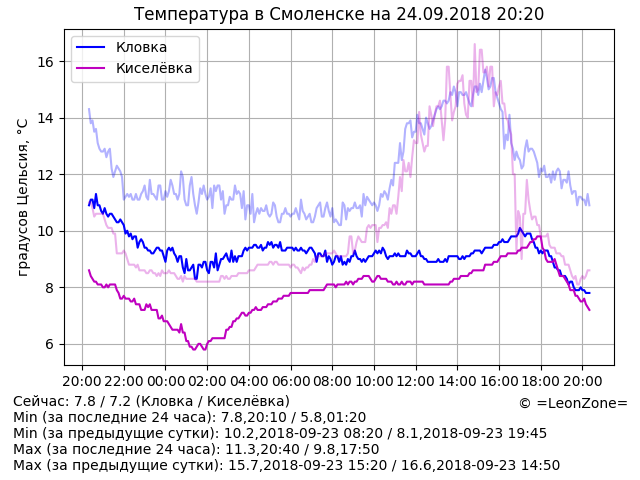 Температура в Смоленске на 24.09.2018 20:20
Кловка
Киселёвка
градусов Цельсия, °C
16
14
12
10
8
6
20:00 22:00 00:00 02:00 04:00 06:00 08:00 10:00 12:00 14:00 16:00 18:00 20:00
Сейчас: 7.8 / 7.2 (Кловка / Киселёвка)
© =LeonZone=
Min (за последние 24 часа): 7.8,20:10 / 5.8,01:20
Min (за предыдущие сутки): 10.2,2018-09-23 08:20 / 8.1,2018-09-23 19:45
Max (за последние 24 часа): 11.3,20:40 / 9.8,17:50
Max (за предыдущие сутки): 15.7,2018-09-23 15:20 / 16.6,2018-09-23 14:50